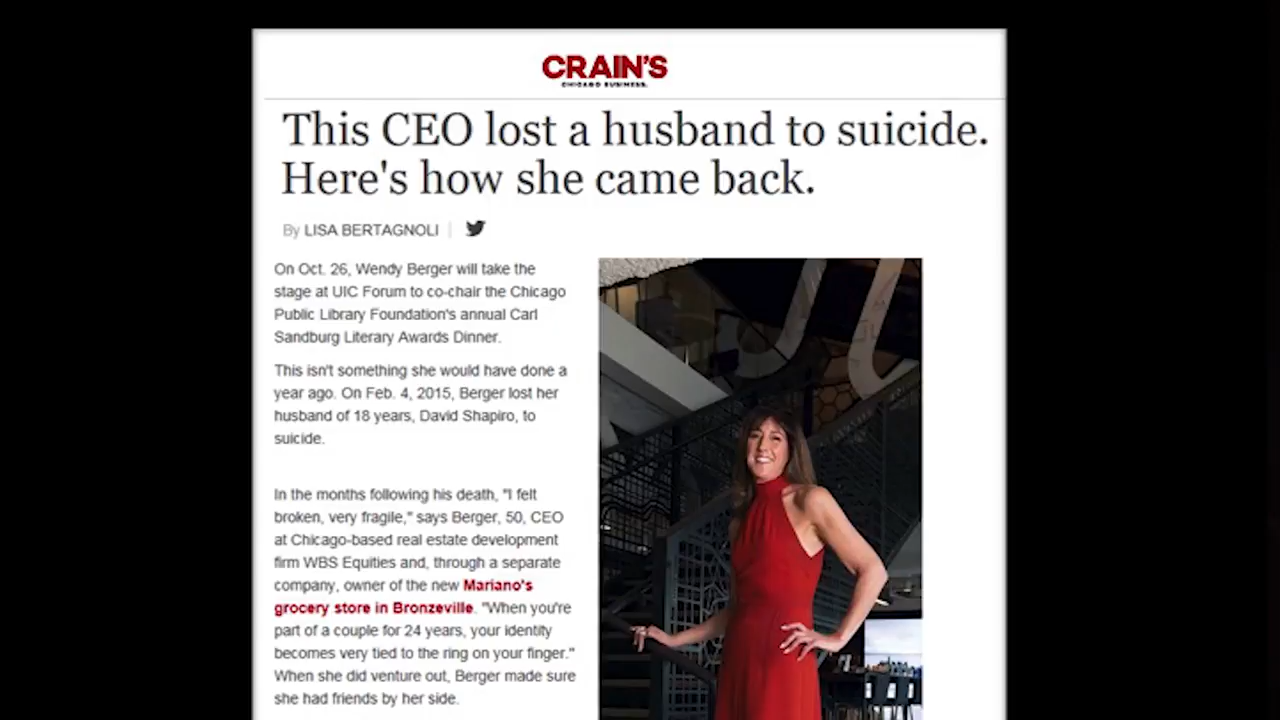 CRAIN'S
CHICAGO BUSINESS.
This CEO lost a husband to suicide.
Here's how she came back.
By LISA BERTAGNOLI
On Oct. 26, Wendy Berger will take the
stage at UIC Forum to co-chair the Chicago
Public Library Foundation's annual Carl
Sandburg Literary Awards Dinner.
This isn't something she would have done a
year ago. On Feb. 4, 2015, Berger lost her
husband of 18 years, David Shapiro, to
suicide.
In the months following his death, "I felt
broken, very fragile," says Berger, 50, CEO
at Chicago-based real estate development
firm WBS Equities and, through a separate
company, owner of the new Mariano's
grocery store in Bronzeville. "When you're
part of a couple for 24 years, your identity
becomes very tied to the ring on your finger."
When she did venture out, Berger made sure
she had friends by her side.